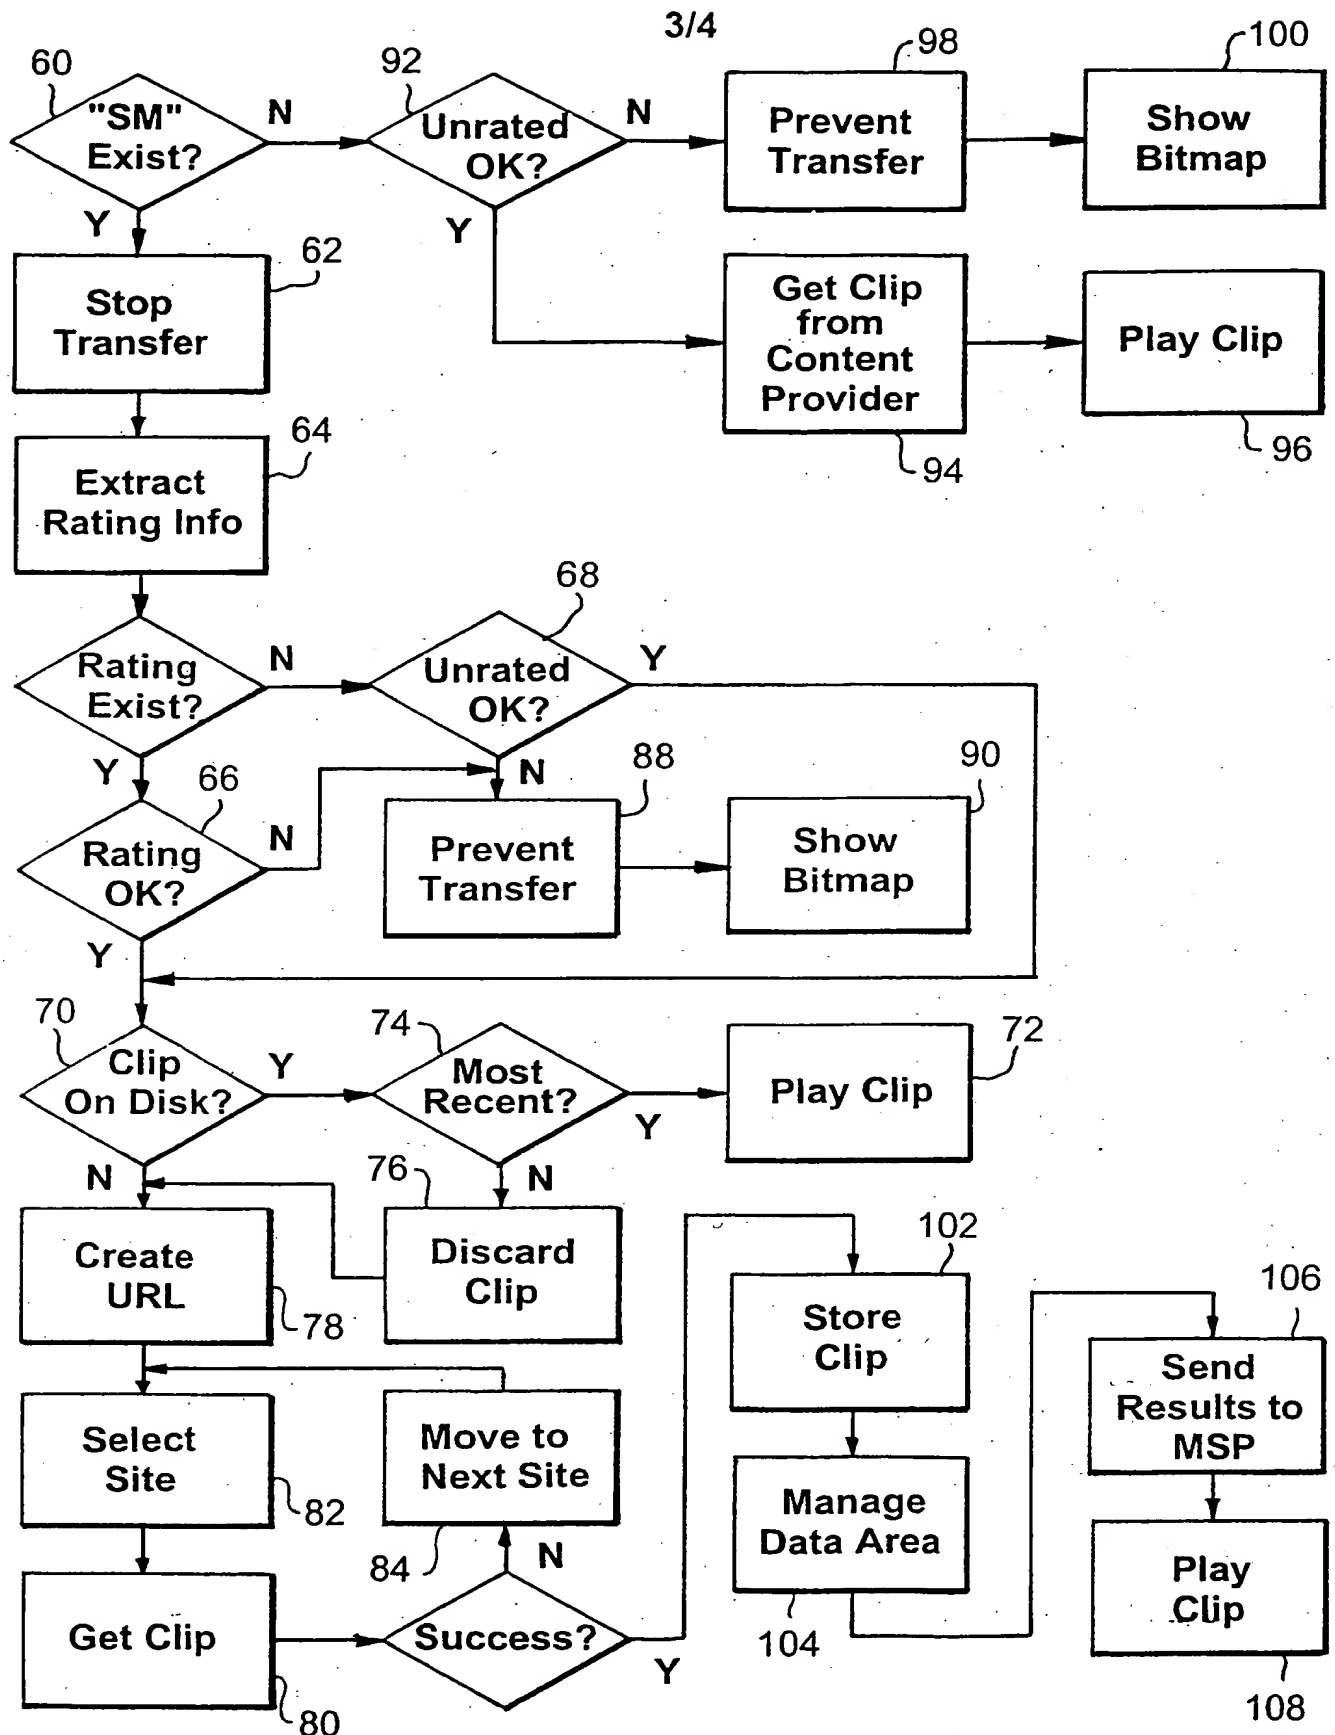 3/4
60
"SM"
Exist?
N
92
Unrated
OK?
N
98
Prevent
Transfer
100
Show
Bitmap
Y
Y
62
Stop
Transfer
Get Clip
from
Content
Provider
94
Play Clip
96
64
Extract
Rating Info
Rating
Exist?
N
68
Unrated
OK?
Y
Y
N
66
Rating
OK?
N
88
Prevent
Transfer
90
Show
Bitmap
Y
70
Clip
On Disk?
Y
74
Most
Recent?
Y
72
Play Clip
N
N
76
Discard
Clip
Create
URL
78
102
Store
Clip
106
Send
Results to
MSP
Select
Site
82
Move to
Next Site
84
Manage
Data Area
104
N
Get Clip
80
Success?
Y
Play
Clip
108